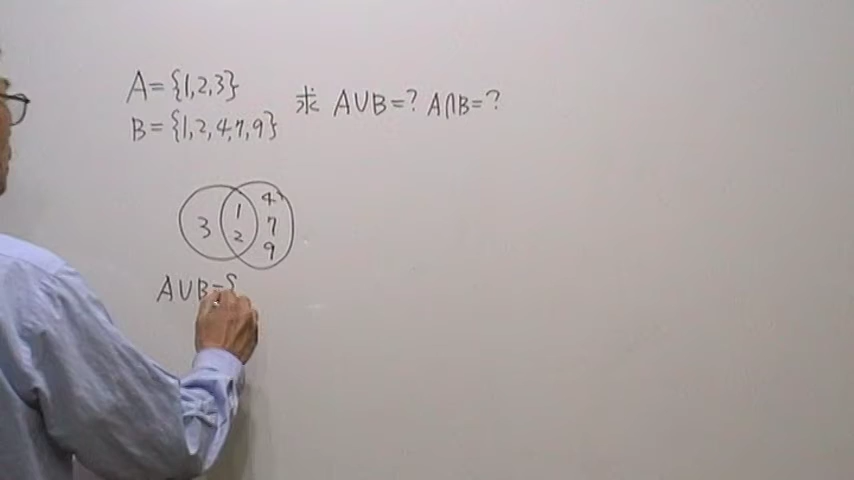 A={1,2,3}
B={1,2,4,7,9}
求 A∪B=? A∩B=?
3
1
2
4
7
9
A∪B={